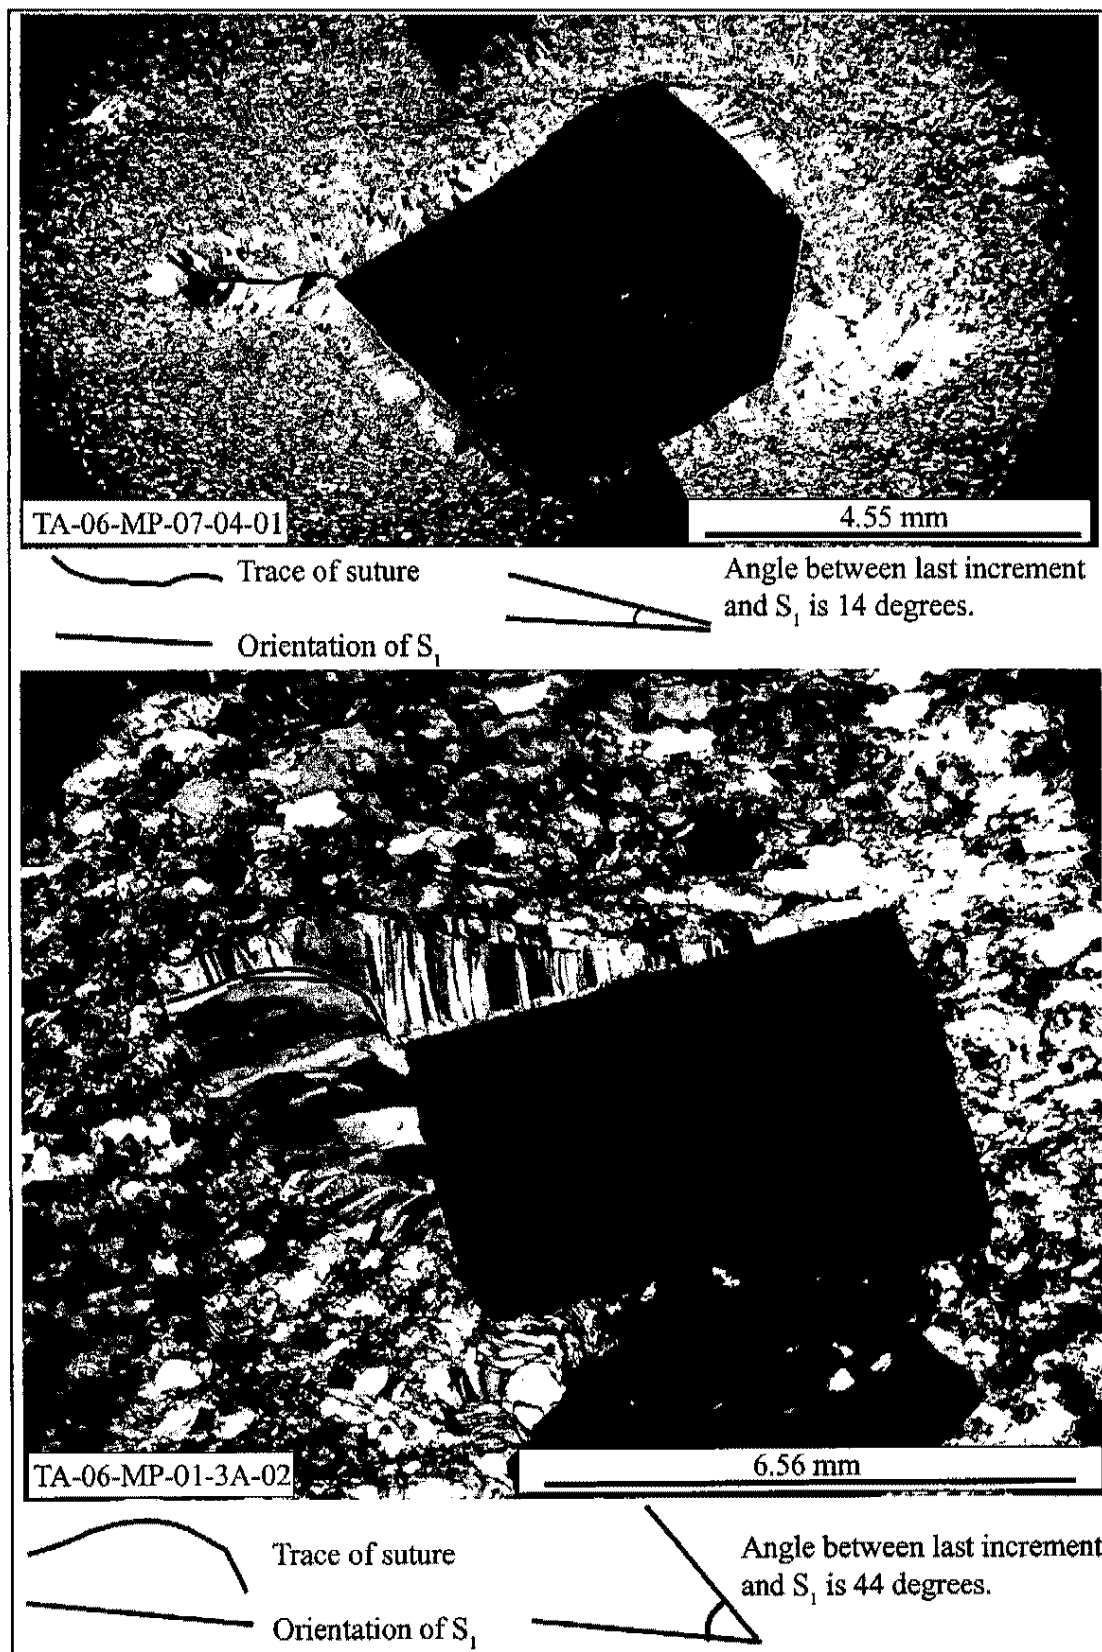 TA-06-MP-07-04-01
4.55 mm
Trace of suture
Angle between last increment
and S₁ is 14 degrees.
Orientation of S₁
TA-06-MP-01-3A-02
6.56 mm
Trace of suture
Angle between last increment
and S₁ is 44 degrees.
Orientation of S₁